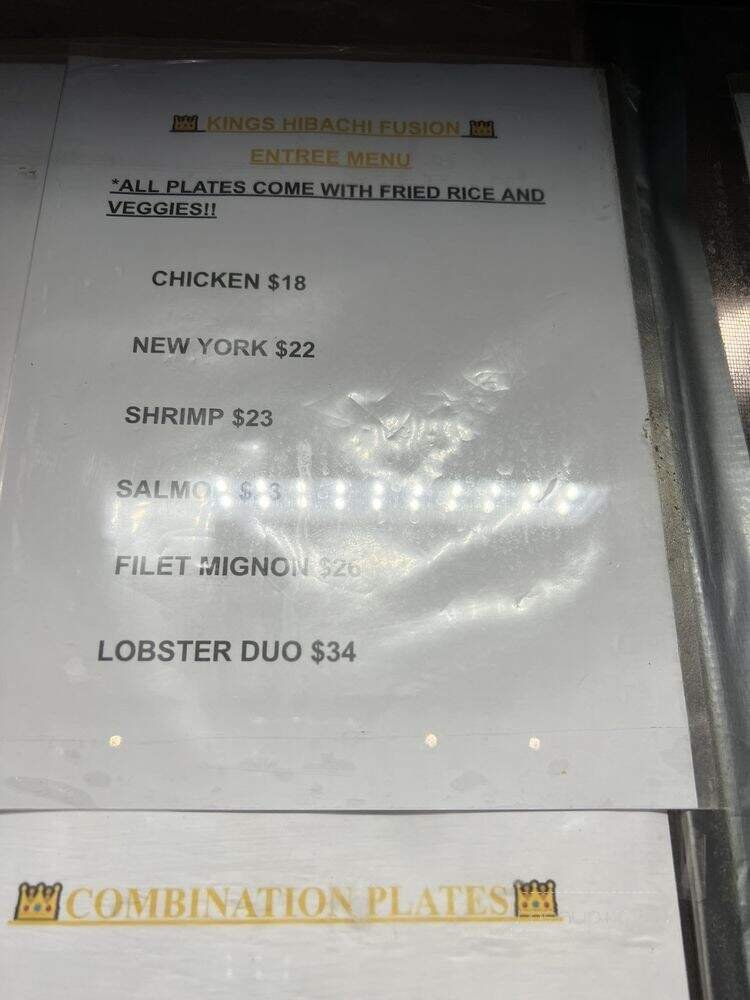 KINGS HIBACHI FUSION
ENTREE MENU
*ALL PLATES COME WITH FRIED RICE AND
VEGGIES!!
CHICKEN $18
NEW YORK $22
SHRIMP $23
FILET MIGNON $26
LOBSTER DUO $34
COMBINATION PLATES